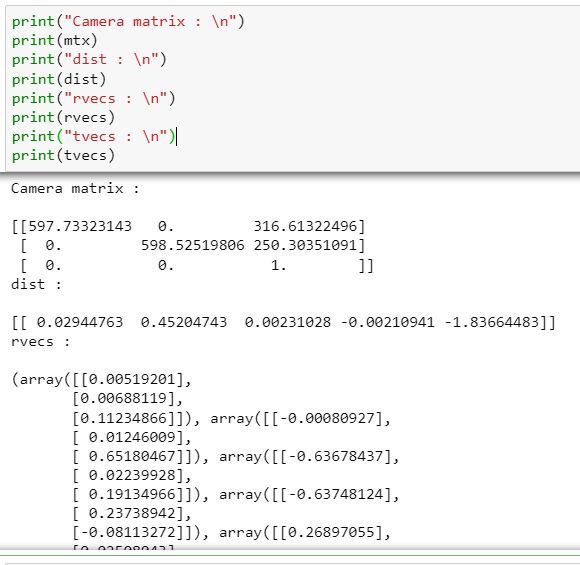 print("Camera matrix : \n")
print(mtx)
print("dist : \n")
print(dist)
print("rvecs : \n")
print(rvecs)
print("tvecs : \n")
print(tvecs)
Camera matrix :
[[597.73323143   0.         316.61322496]
 [  0.         598.52519806 250.30351091]
 [  0.           0.           1.        ]]
dist :
[[ 0.02944763  0.45204743  0.00231028 -0.00210941 -1.83664483]]
rvecs :
(array([[0.00519201],
       [0.00688119],
       [0.11234866]]), array([[-0.00080927],
       [ 0.01246009],
       [ 0.65180467]]), array([[-0.63678437],
       [ 0.02239928],
       [ 0.19134966]]), array([[-0.63748124],
       [ 0.23738942],
       [-0.08113272]]), array([[0.26897055],